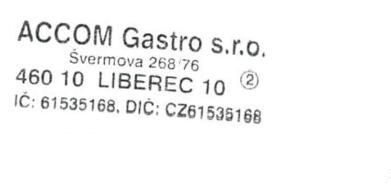 ACCOM Gastro s.r.o.
Švermova 268/76
460 10 LIBEREC 10 ②
IČ: 61535168, DIČ: CZ61535168